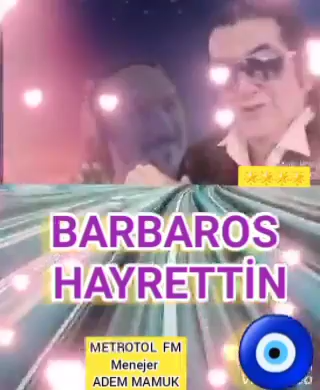 BARBAROS
HAYRETTİN
METROTOL FM
Menejer
ADEM MAMUK